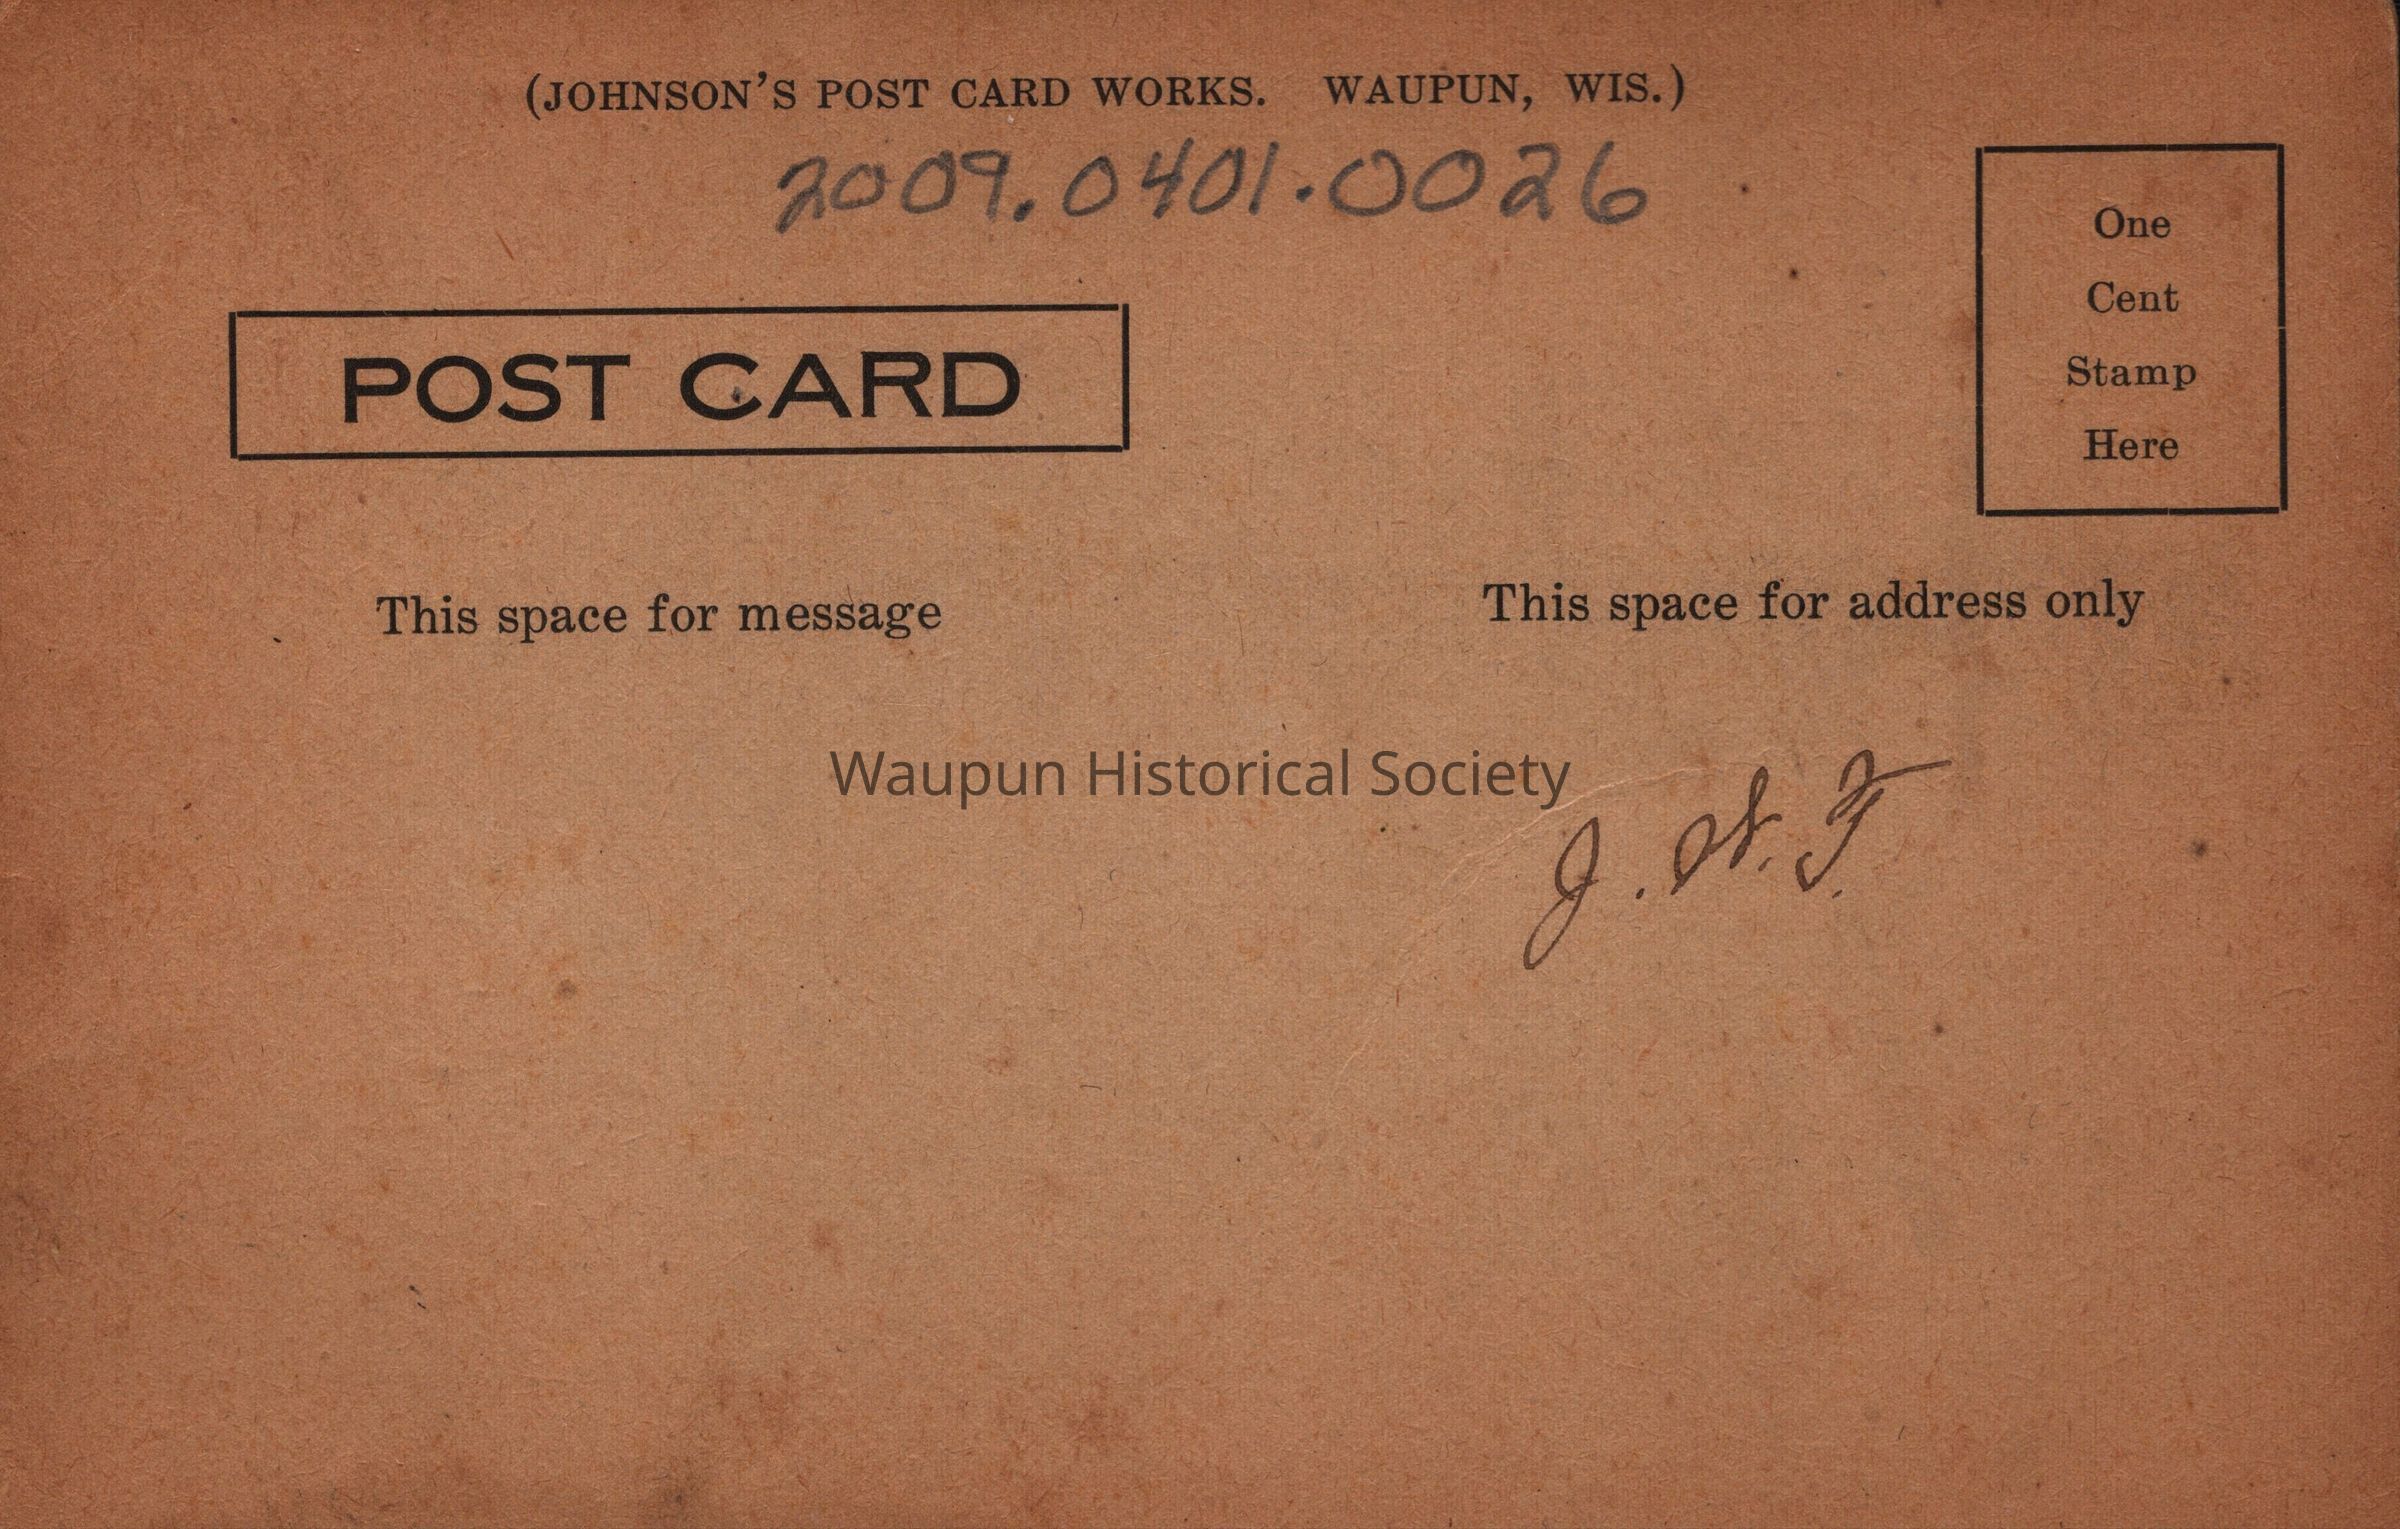 (JOHNSON'S POST CARD WORKS. WAUPUN, WIS.)
2009.0401.0026
POST CARD
One
Cent
Stamp
Here
This space for message
This space for address only
Waupun Historical Society
J. W. F.